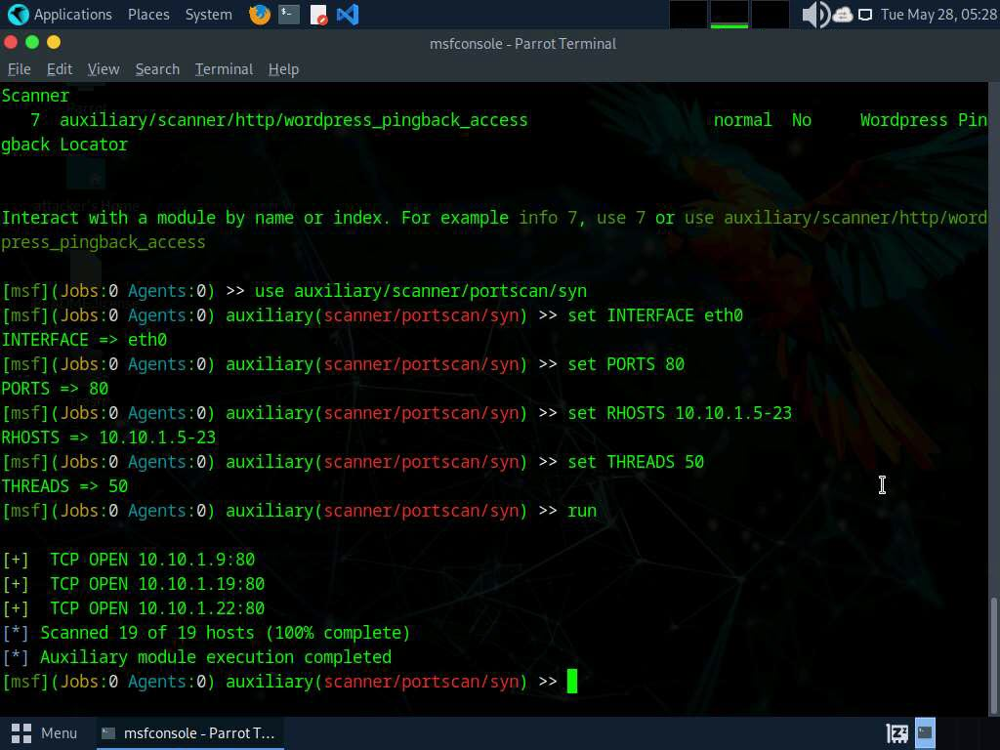 Applications Places System Tue May 28, 05:28
msfconsole - Parrot Terminal
File Edit View Search Terminal Help
Scanner
7 auxiliary/scanner/http/wordpress_pingback_access normal No Wordpress Pin
gback Locator
Interact with a module by name or index. For example info 7, use 7 or use auxiliary/scanner/http/word
press_pingback_access
[msf](Jobs:0 Agents:0) >> use auxiliary/scanner/portscan/syn
[msf](Jobs:0 Agents:0) auxiliary(scanner/portscan/syn) >> set INTERFACE eth0
INTERFACE => eth0
[msf](Jobs:0 Agents:0) auxiliary(scanner/portscan/syn) >> set PORTS 80
PORTS => 80
[msf](Jobs:0 Agents:0) auxiliary(scanner/portscan/syn) >> set RHOSTS 10.10.1.5-23
RHOSTS => 10.10.1.5-23
[msf](Jobs:0 Agents:0) auxiliary(scanner/portscan/syn) >> set THREADS 50
THREADS => 50
[msf](Jobs:0 Agents:0) auxiliary(scanner/portscan/syn) >> run
[+] TCP OPEN 10.10.1.9:80
[+] TCP OPEN 10.10.1.19:80
[+] TCP OPEN 10.10.1.22:80
[*] Scanned 19 of 19 hosts (100% complete)
[*] Auxiliary module execution completed
[msf](Jobs:0 Agents:0) auxiliary(scanner/portscan/syn) >>
Menu msfconsole - Parrot T...